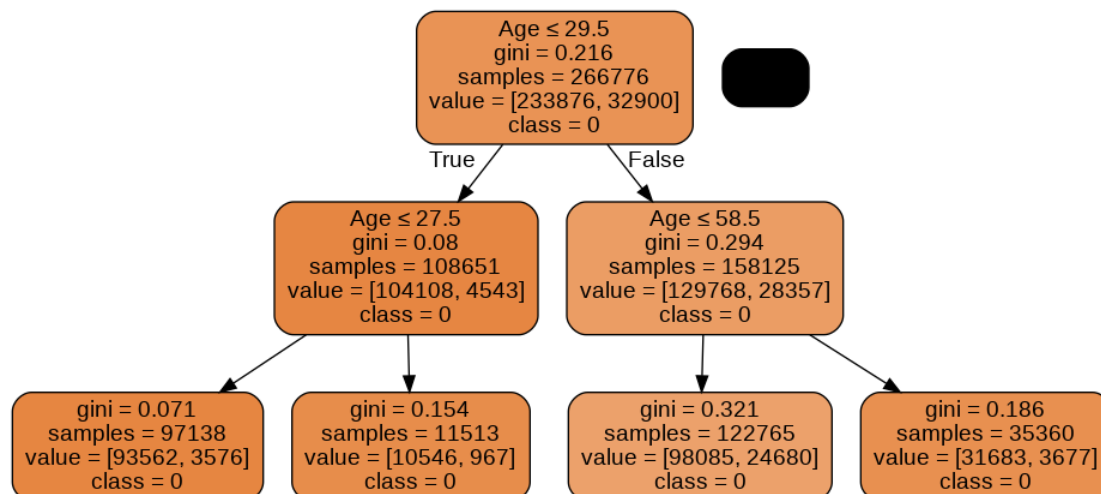 Age ≤ 29.5
gini = 0.216
samples = 266776
value = [233876, 32900]
class = 0
True
False
Age ≤ 27.5
gini = 0.08
samples = 108651
value = [104108, 4543]
class = 0
Age ≤ 58.5
gini = 0.294
samples = 158125
value = [129768, 28357]
class = 0
gini = 0.071
samples = 97138
value = [93562, 3576]
class = 0
gini = 0.154
samples = 11513
value = [10546, 967]
class = 0
gini = 0.321
samples = 122765
value = [98085, 24680]
class = 0
gini = 0.186
samples = 35360
value = [31683, 3677]
class = 0